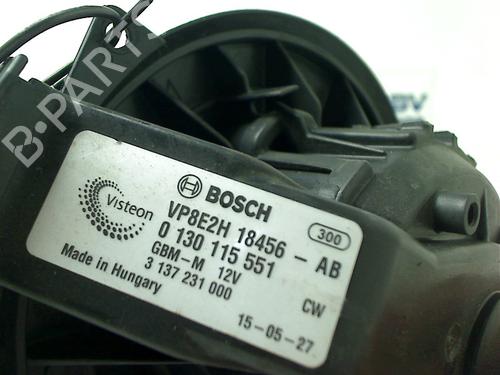 B-PARTS
Visteon
BOSCH
VP8E2H 18456 - AB
300
0 130 115 551
GBM-M 12V
3 137 231 000
Made in Hungary
CW
15-05-27